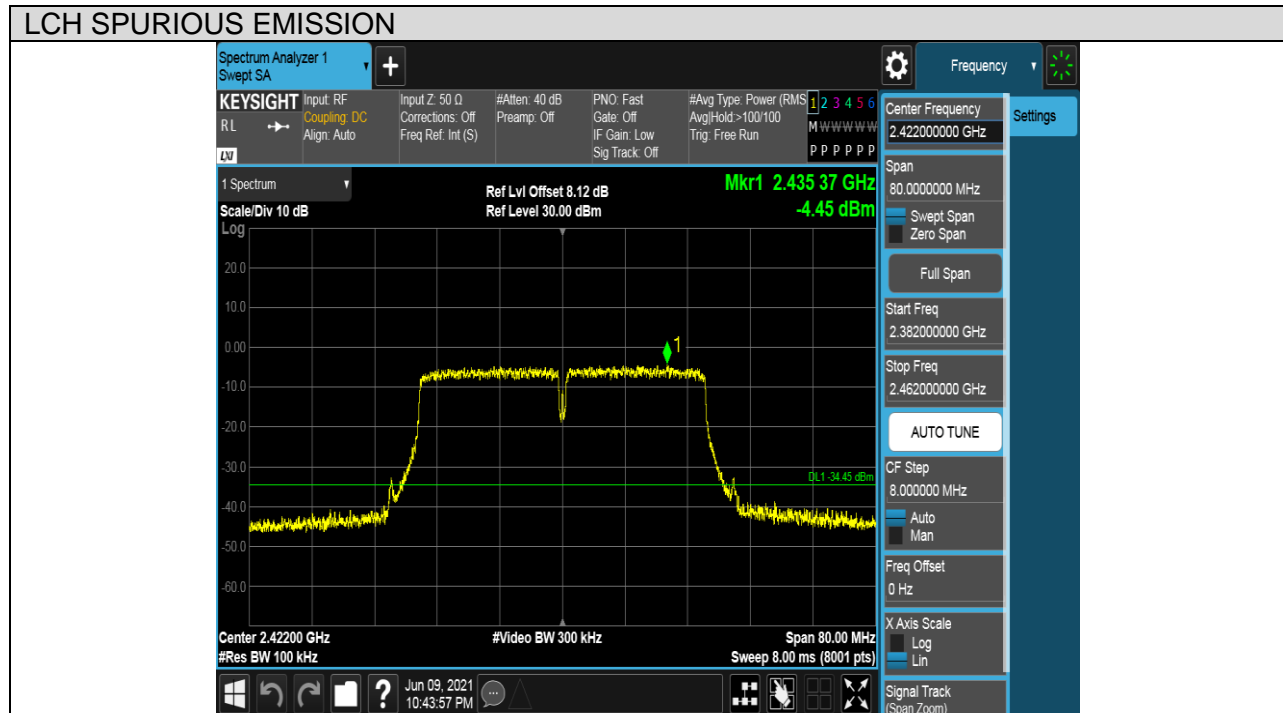 LCH SPURIOUS EMISSION
Spectrum Analyzer 1
Swept SA
+
Frequency
KEYSIGHT
RL
LXI
Input: RF
Coupling: DC
Align: Auto
Input Z: 50 Ω
Corrections: Off
Freq Ref: Int (S)
#Atten: 40 dB
Preamp: Off
PNO: Fast
Gate: Off
IF Gain: Low
Sig Track: Off
#Avg Type: Power (RMS
Avg|Hold:>100/100
Trig: Free Run
1 2 3 4 5 6
M W W W W W
P P P P P P
1 Spectrum
Scale/Div 10 dB
Ref Lvl Offset 8.12 dB
Ref Level 30.00 dBm
Mkr1 2.435 37 GHz
-4.45 dBm
Log
20.0
10.0
0.00
-10.0
-20.0
-30.0
-40.0
-50.0
-60.0
1
DL1 -34.45 dBm
Center 2.42200 GHz
#Res BW 100 kHz
#Video BW 300 kHz
Span 80.00 MHz
Sweep 8.00 ms (8001 pts)
?
Jun 09, 2021
10:43:57 PM
Center Frequency
2.422000000 GHz
Span
80.0000000 MHz
Swept Span
Zero Span
Full Span
Start Freq
2.382000000 GHz
Stop Freq
2.462000000 GHz
AUTO TUNE
CF Step
8.000000 MHz
Auto
Man
Freq Offset
0 Hz
X Axis Scale
Log
Lin
Signal Track
(Span Zoom)
Settings